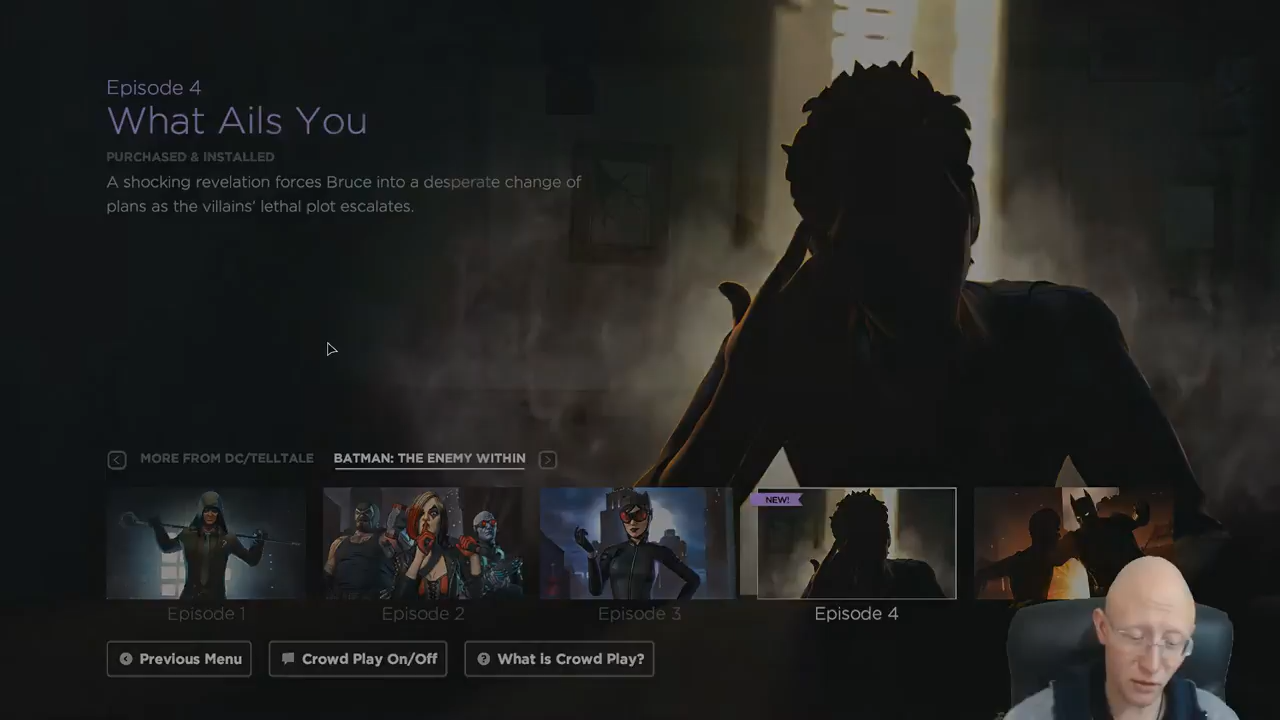 Episode 4
What Ails You
PURCHASED & INSTALLED
A shocking revelation forces Bruce into a desperate change of
plans as the villains' lethal plot escalates.
MORE FROM DC/TELLTALE
BATMAN: THE ENEMY WITHIN
NEW!
Episode 1
Episode 2
Episode 3
Episode 4
Previous Menu
Crowd Play On/Off
What is Crowd Play?